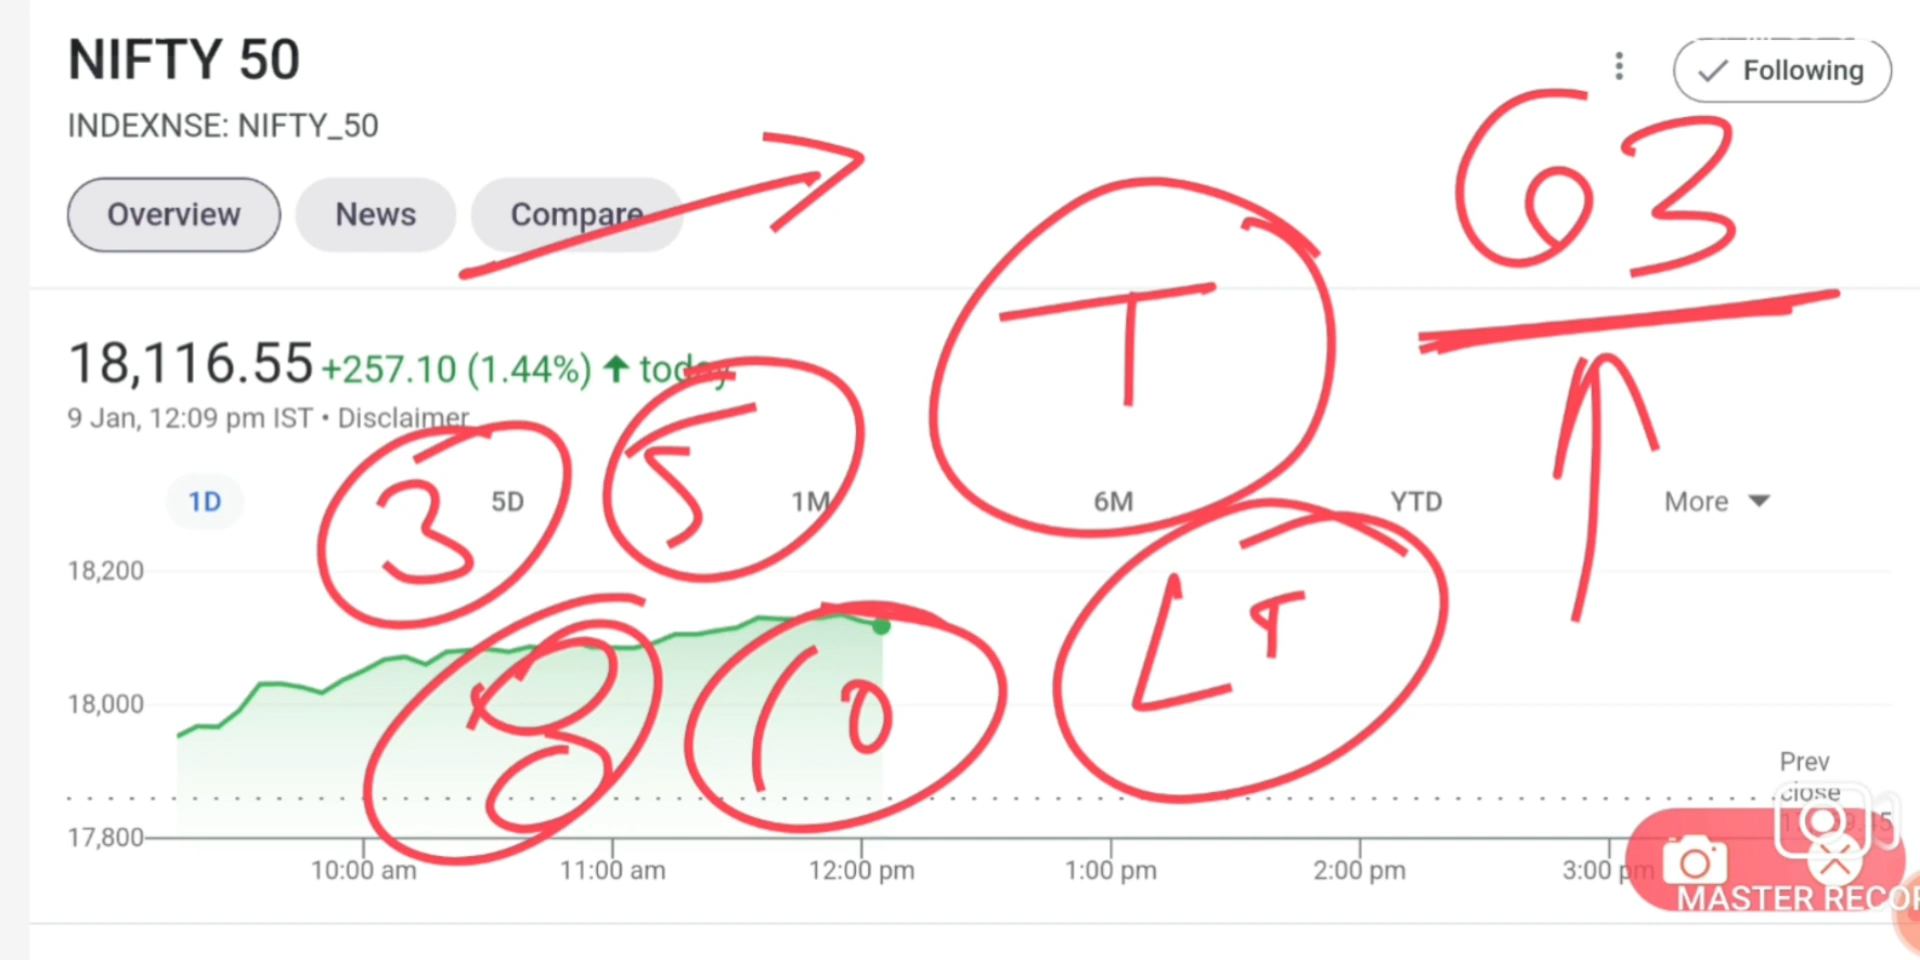 NIFTY 50
Following
INDEXNSE: NIFTY_50
63
Overview News Compare
T
18,116.55 +257.10 (1.44%) ↑ today
9 Jan, 12:09 pm IST • Disclaimer
3 5
1D 5D 1M 6M YTD More
18,200
8 10
18,000
Prev
close
17,800
10:00 am 11:00 am 12:00 pm 1:00 pm 2:00 pm 3:00 pm
MASTER RECOR